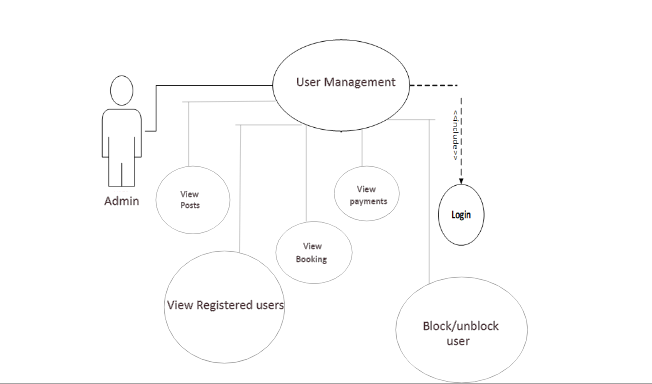 User Management
<<include>>
Admin
View
Posts
View
payments
Login
View
Booking
View Registered users
Block/unblock
user